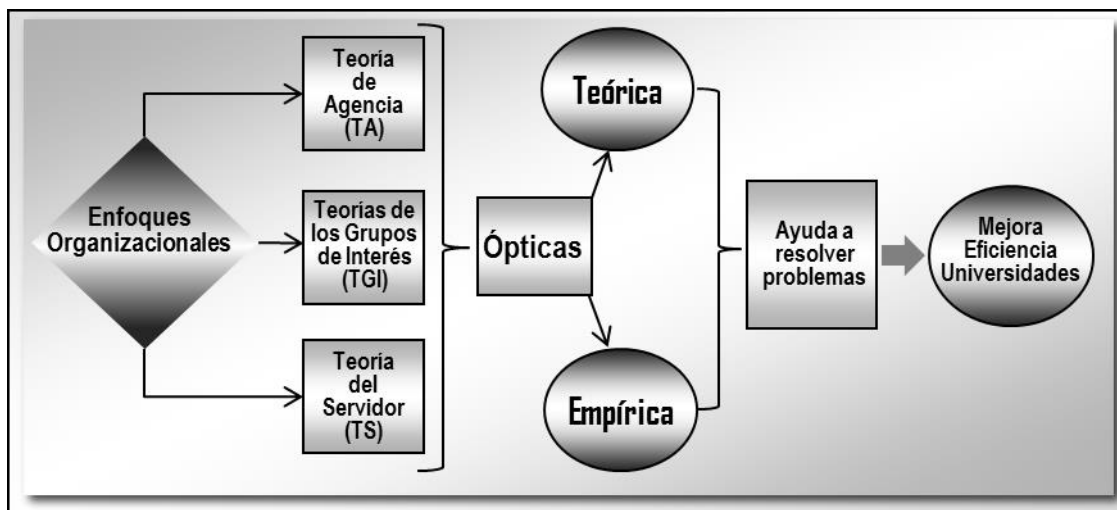 Enfoques
Organizacionales
Teoría
de
Agencia
(TA)
Teorías de
los Grupos
de Interés
(TGI)
Teoría
del
Servidor
(TS)
Ópticas
Teórica
Empírica
Ayuda a
resolver
problemas
Mejora
Eficiencia
Universidades